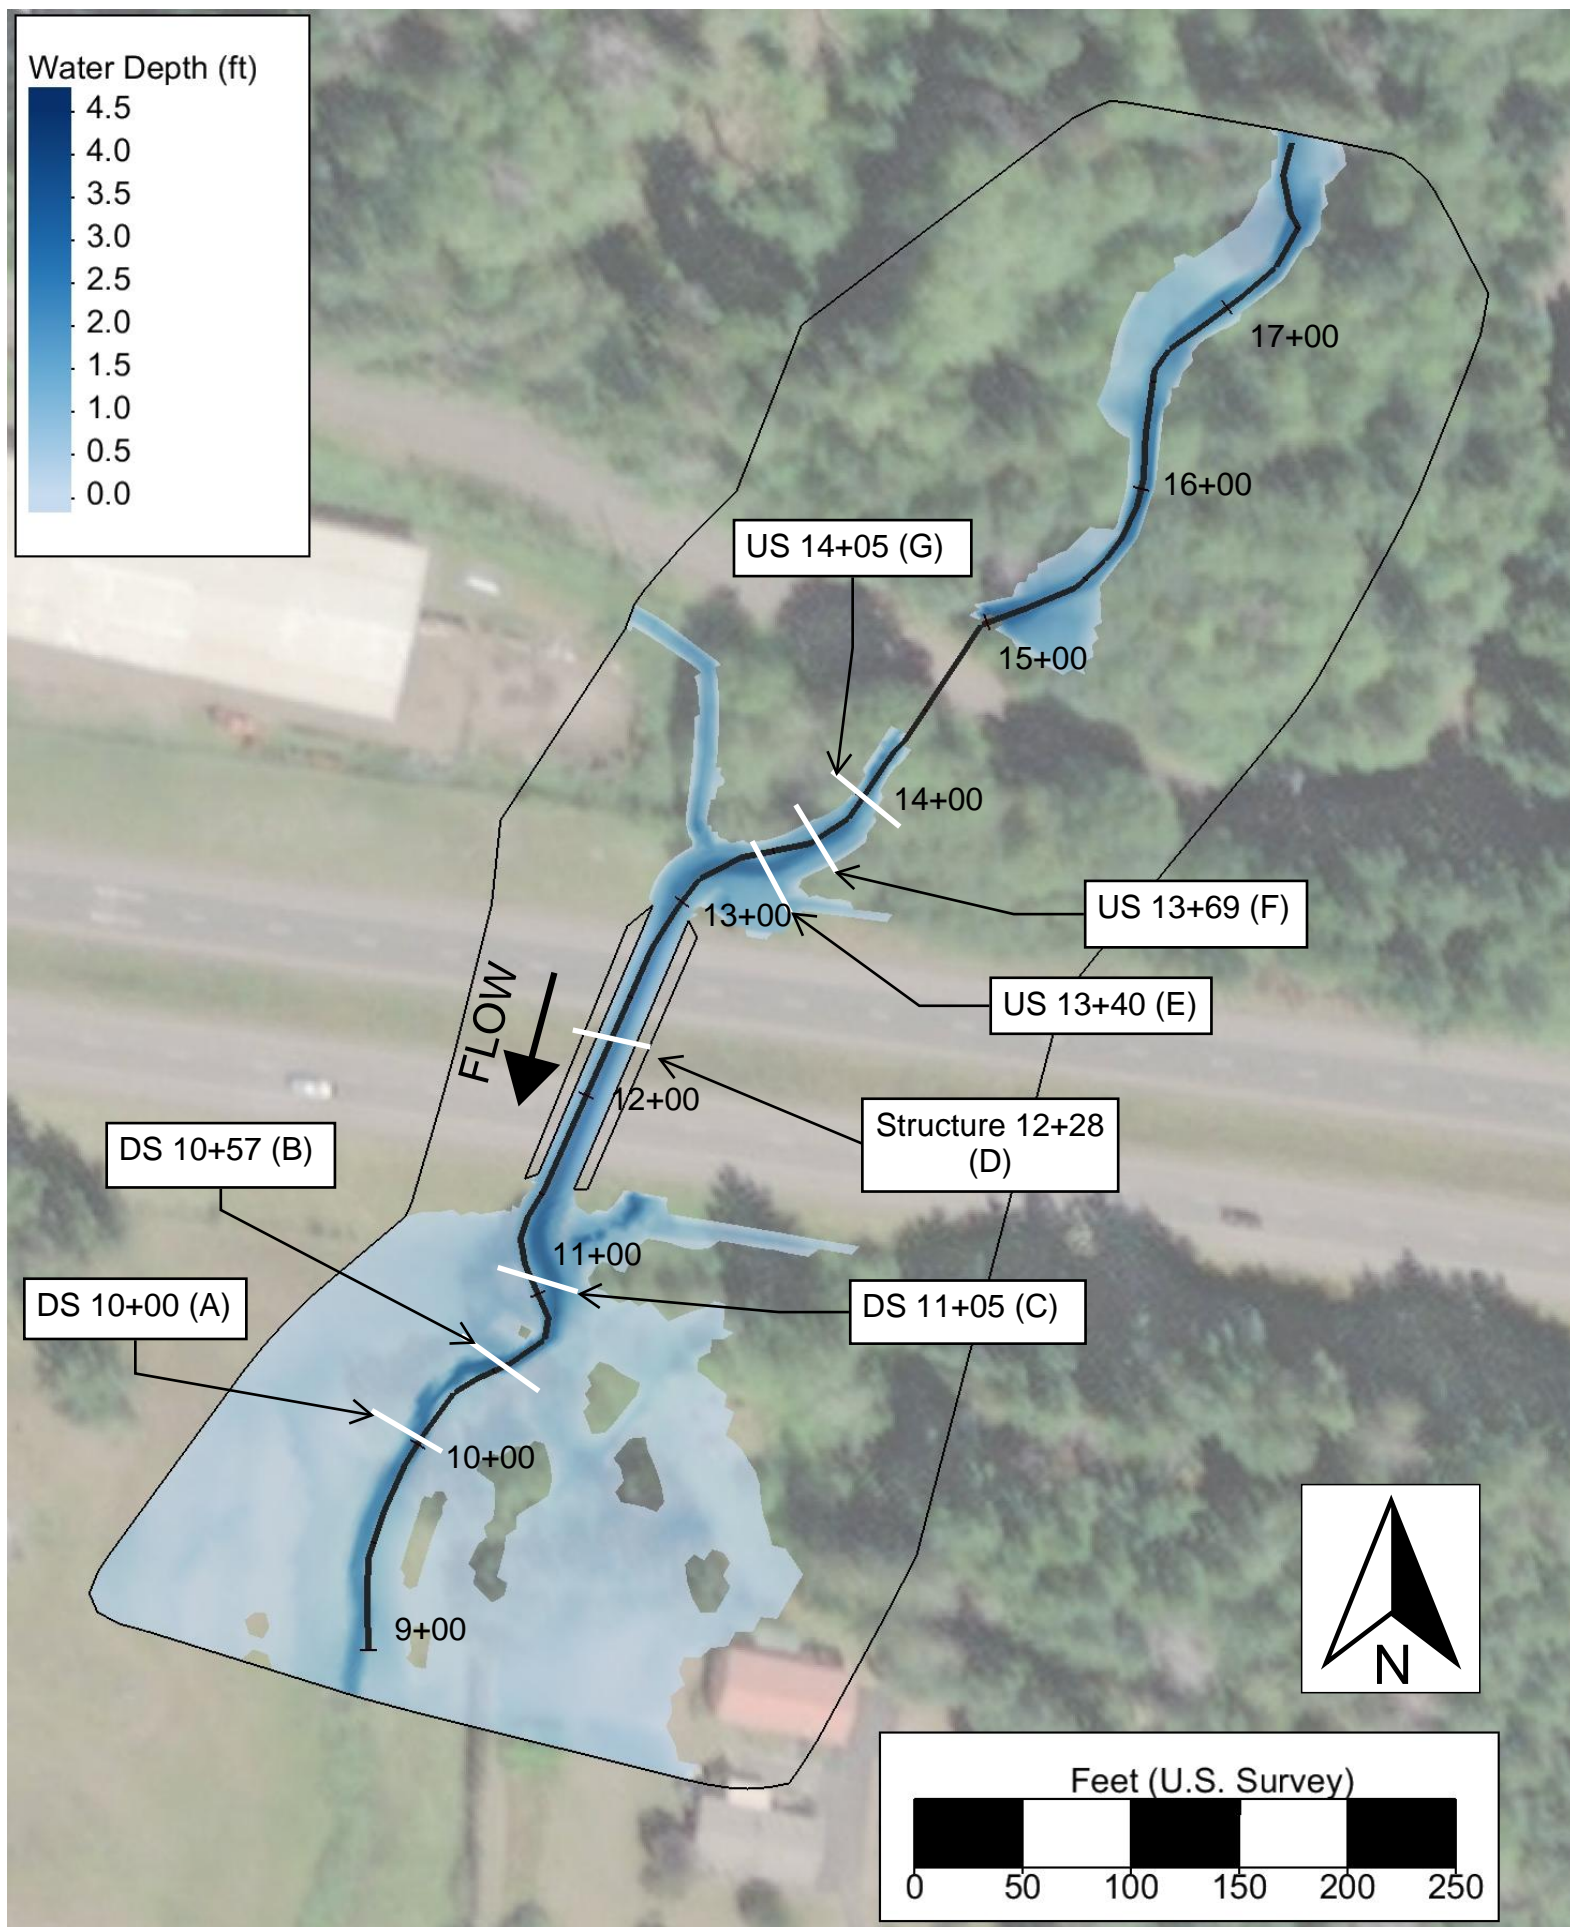 Water Depth (ft)
4.5
4.0
3.5
3.0
2.5
2.0
1.5
1.0
0.5
0.0
17+00
16+00
US 14+05 (G)
15+00
14+00
US 13+69 (F)
13+00
US 13+40 (E)
FLOW
12+00
Structure 12+28
(D)
DS 10+57 (B)
11+00
DS 10+00 (A)
DS 11+05 (C)
10+00
9+00
N
Feet (U.S. Survey)
0 50 100 150 200 250